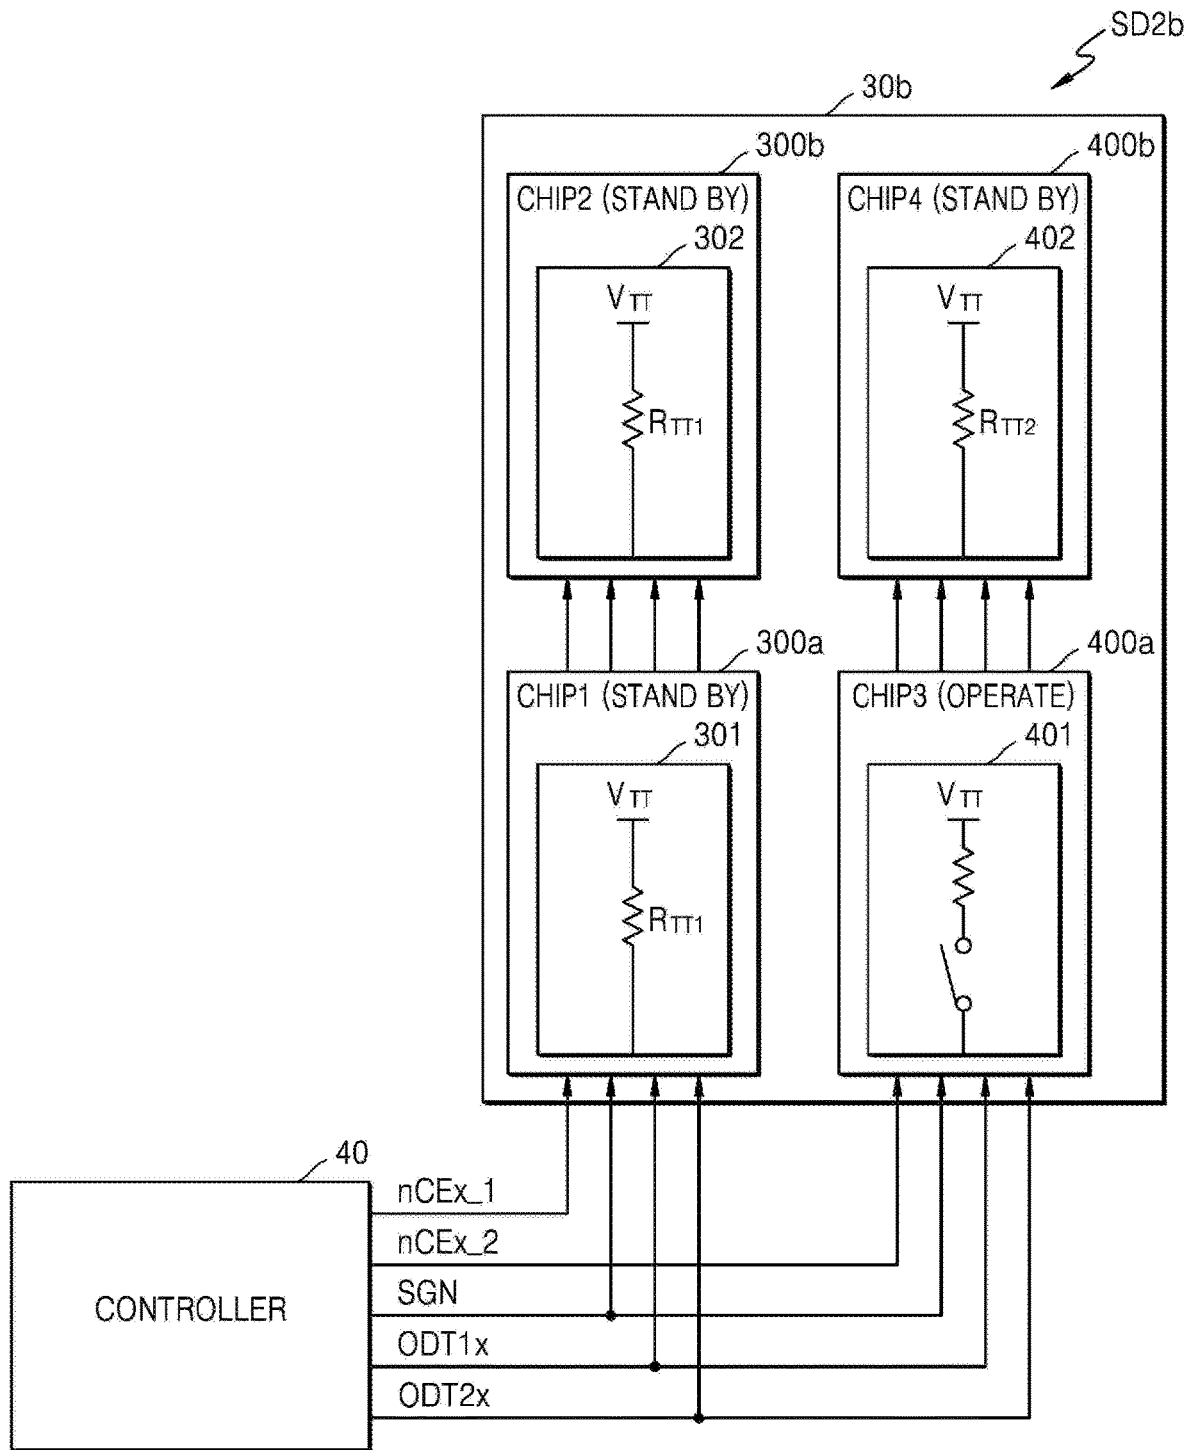 SD2b
30b
300b
400b
CHIP2 (STAND BY)
CHIP4 (STAND BY)
302
402
VTT
VTT
RTT1
RTT2
300a
400a
CHIP1 (STAND BY)
CHIP3 (OPERATE)
301
401
VTT
VTT
RTT1
40
nCEx_1
nCEx_2
SGN
CONTROLLER
ODT1x
ODT2x